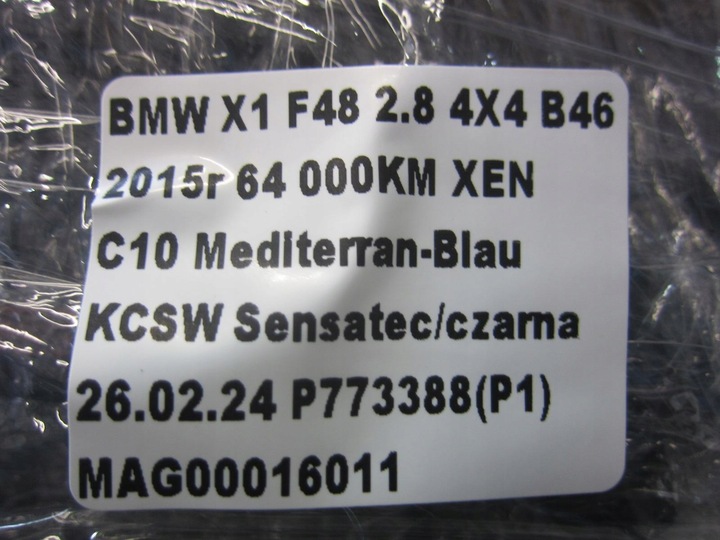 BMW X1 F48 2.8 4X4 B46
2015r 64 000KM XEN
C10 Mediterran-Blau
KCSW Sensatec/czarna
26.02.24 P773388(P1)
MAG00016011